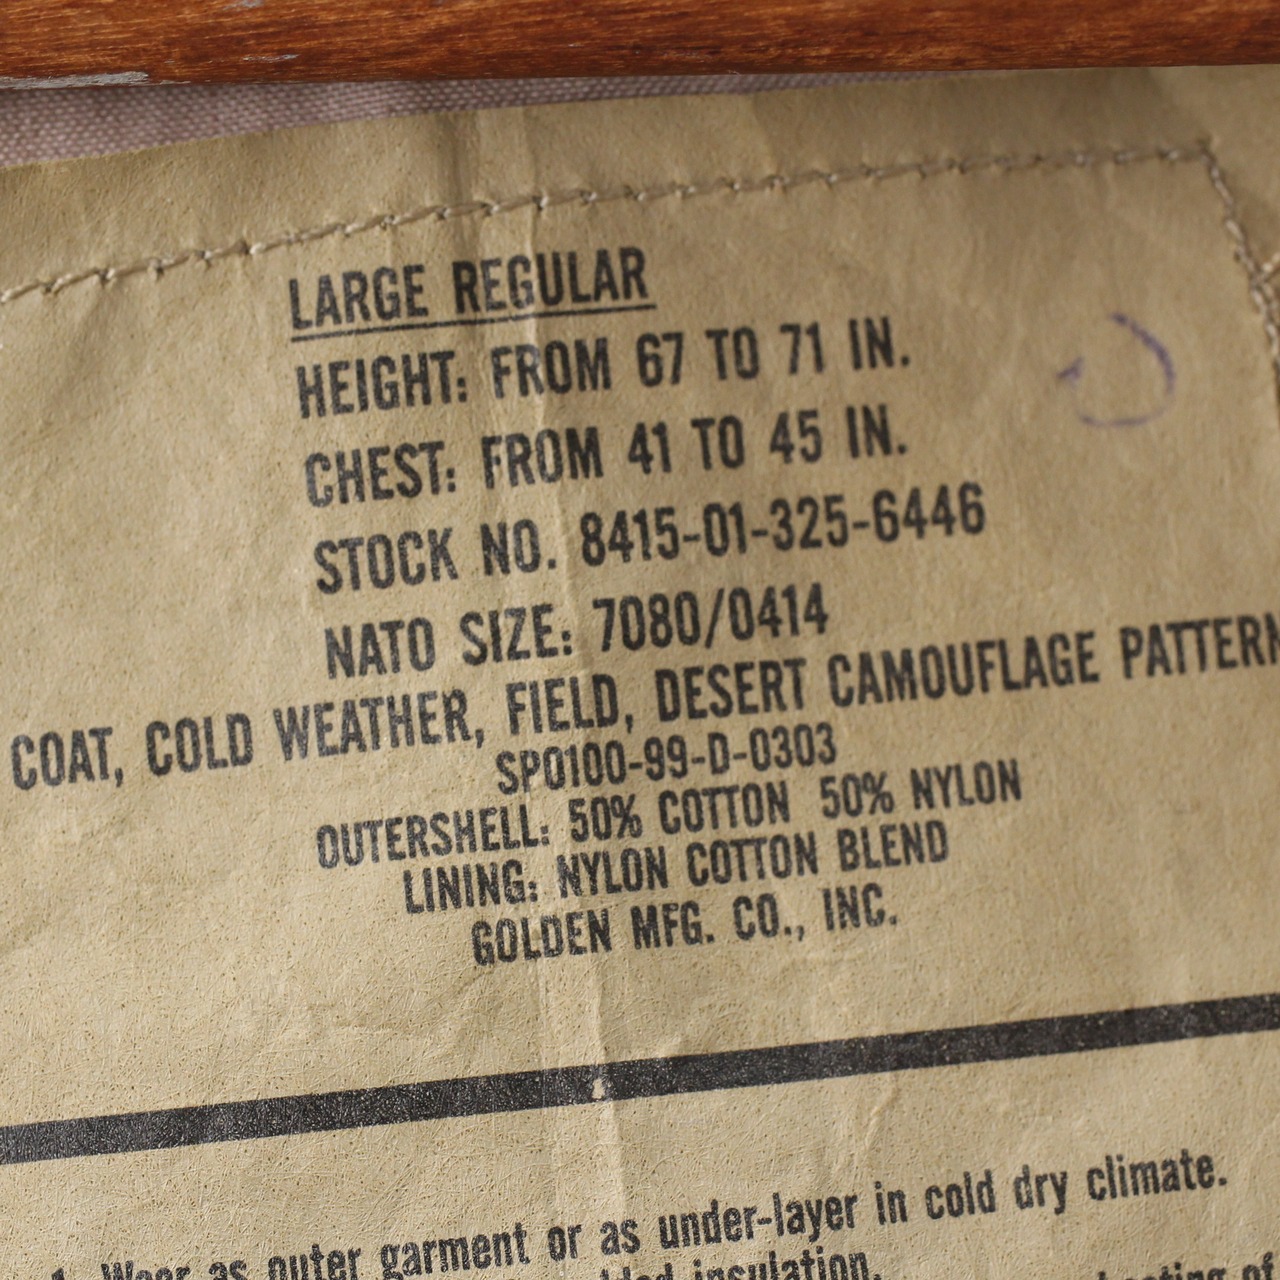 LARGE REGULAR
HEIGHT: FROM 67 TO 71 IN.
CHEST: FROM 41 TO 45 IN.
STOCK NO. 8415-01-325-6446
NATO SIZE: 7080/0414
COAT, COLD WEATHER, FIELD, DESERT CAMOUFLAGE PATTERN
SPO100-99-D-0303
OUTERSHELL: 50% COTTON 50% NYLON
LINING: NYLON COTTON BLEND
GOLDEN MFG. CO., INC.
1. Wear as outer garment or as under-layer in cold dry climate.
insulation.